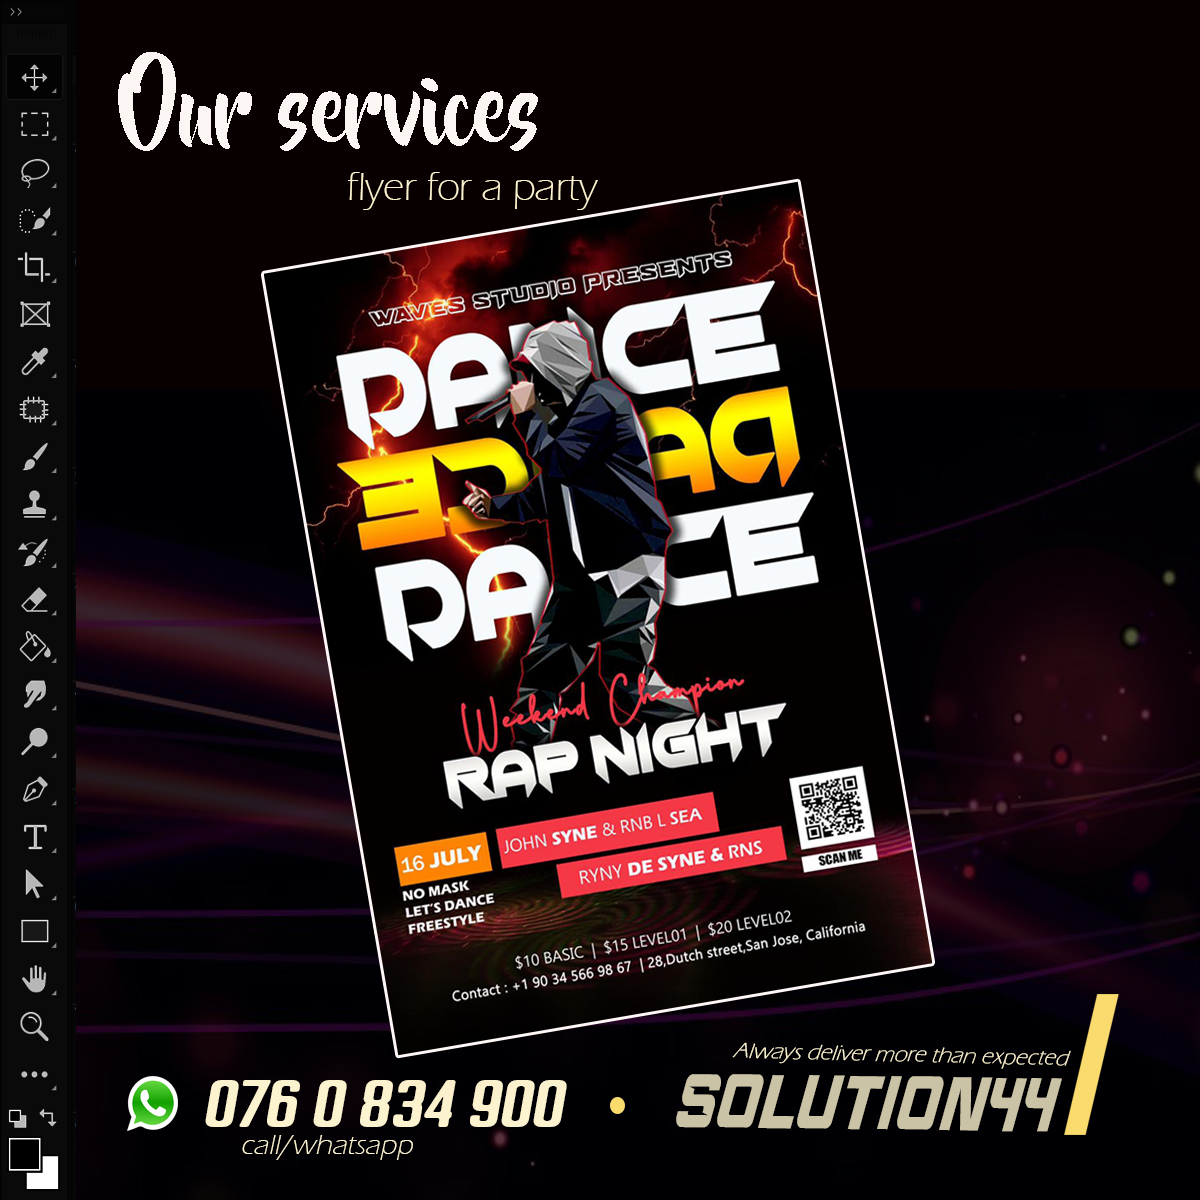 Our services
flyer for a party
WAVES STUDIO PRESENTS
DANCE
DANCE
Weekend Champion
RAP NIGHT
16 JULY
JOHN SYNE & RNB L SEA
RYNY DE SYNE & RNS
NO MASK
LET'S DANCE
FREESTYLE
SCAN ME
$10 BASIC | $15 LEVEL01 | $20 LEVEL02
Contact : +1 90 34 566 98 67 | 28,Dutch street,San Jose, California
Always deliver more than expected
076 0 834 900
SOLUTION44
call/whatsapp